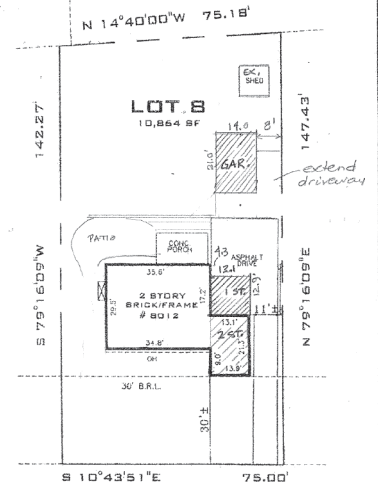 N 14°40'00"W 75.18'
EX.
SHED
LOT 8
10,864 SF
142.27'
147.43'
14.0
8'
21.0'
GAR.
extend
driveway
PATIO
CONC
PORCH
4.3
ASPHALT
DRIVE
35.6'
12.1
S 79°16'09"W
N 79°16'09"E
2 STORY
BRICK/FRAME
# 8012
29.5'
17.2'
1 ST.
12.9'
11'±
13.1'
2 ST.
21.3'
34.8'
9.0'
13.9'
OH
30' B.R.L.
30'±
S 10°43'51"E 75.00'